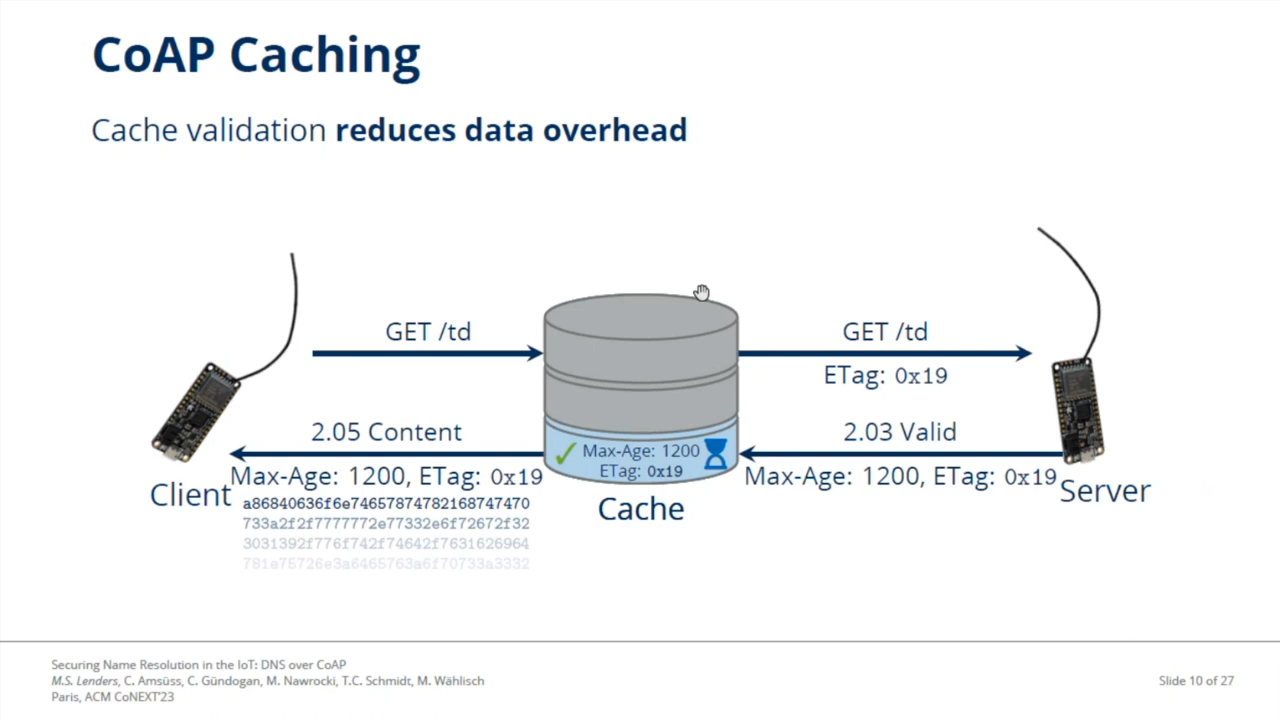 CoAP Caching
Cache validation reduces data overhead
GET /td
GET /td
ETag: 0x19
2.05 Content
2.03 Valid
Max-Age: 1200
ETag: 0x19
Max-Age: 1200, ETag: 0x19
Max-Age: 1200, ETag: 0x19
Client
Cache
Server
a86840636f6e74657874782168747470
733a2f2f7777772e77332e6f72672f32
3031392f776f742f74642f7631626964
781e75726e3a6465763a6f70733a3332
Securing Name Resolution in the IoT: DNS over CoAP
M.S. Lenders, C. Amsüss, C. Gündogan, M. Nawrocki, T.C. Schmidt, M. Wählisch
Paris, ACM CoNEXT'23
Slide 10 of 27